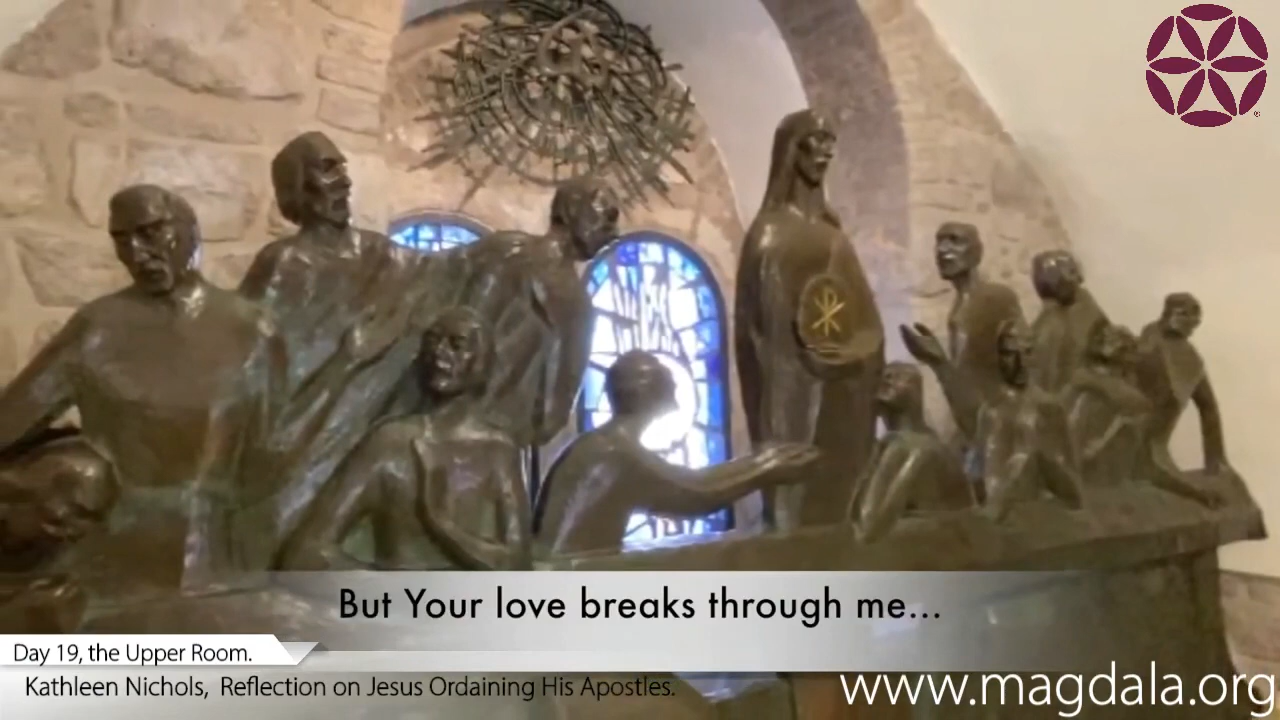 But Your love breaks through me...
Day 19, the Upper Room.
Kathleen Nichols, Reflection on Jesus Ordaining His Apostles.
www.magdala.org